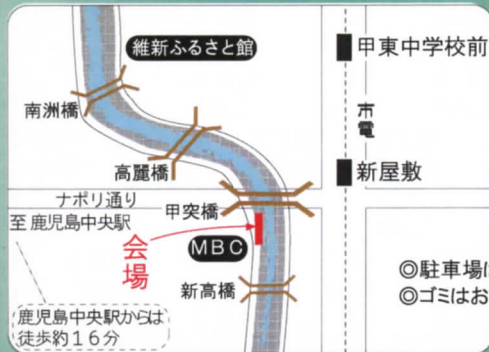 維新ふるさと館
甲東中学校前
南洲橋
市電
高麗橋
新屋敷
ナポリ通り
至 鹿児島中央駅
甲突橋
会場
MBC
新高橋
◎駐車場は
◎ゴミはお
鹿児島中央駅からは
徒歩約16分